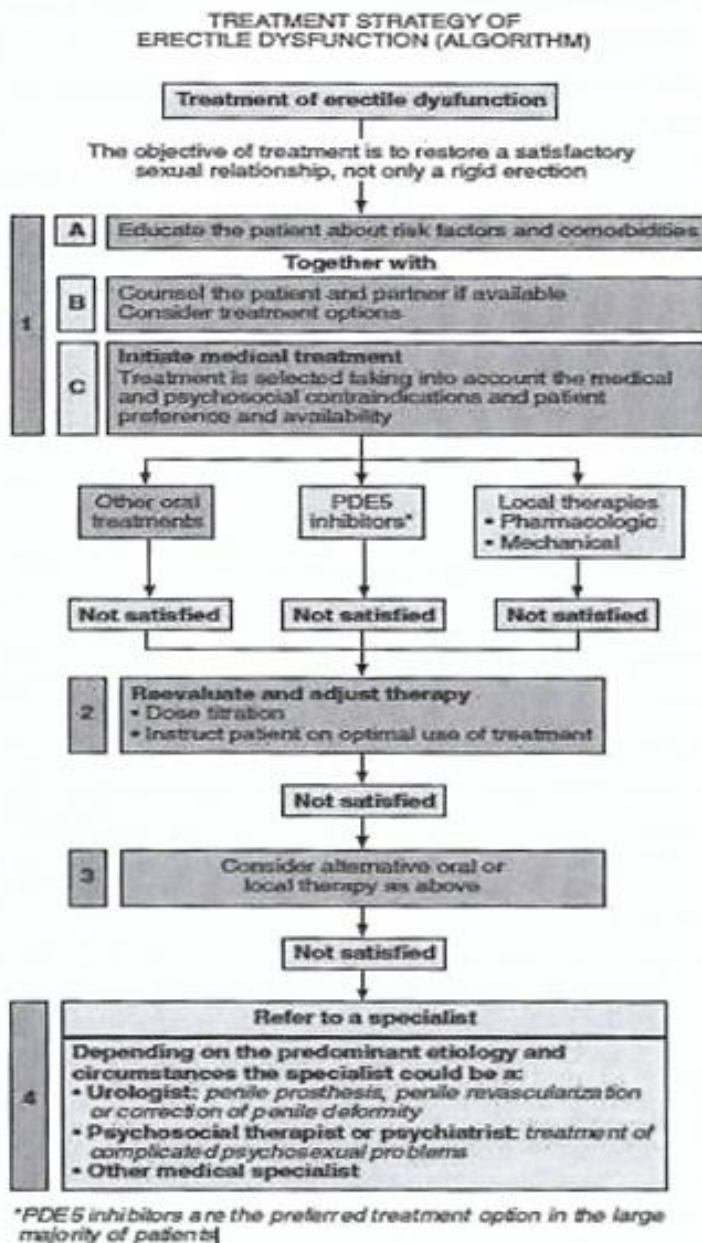 TREATMENT STRATEGY OF
ERECTILE DYSFUNCTION (ALGORITHM)
Treatment of erectile dysfunction
The objective of treatment is to restore a satisfactory
sexual relationship, not only a rigid erection
1
A
Educate the patient about risk factors and comorbidities
Together with
B
Counsel the patient and partner if available
Consider treatment options
C
Initiate medical treatment
Treatment is selected taking into account the medical
and psychosocial contraindications and patient
preference and availability
Other oral
treatments
PDE5
inhibitors*
Local therapies
• Pharmacologic
• Mechanical
Not satisfied
Not satisfied
Not satisfied
2
Reevaluate and adjust therapy
• Dose titration
• Instruct patient on optimal use of treatment
Not satisfied
3
Consider alternative oral or
local therapy as above
Not satisfied
4
Refer to a specialist
Depending on the predominant etiology and
circumstances the specialist could be a:
• Urologist: penile prosthesis, penile revascularization
or correction of penile deformity
• Psychosocial therapist or psychiatrist: treatment of
complicated psychosexual problems
• Other medical specialist
*PDE5 inhibitors are the preferred treatment option in the large
majority of patients